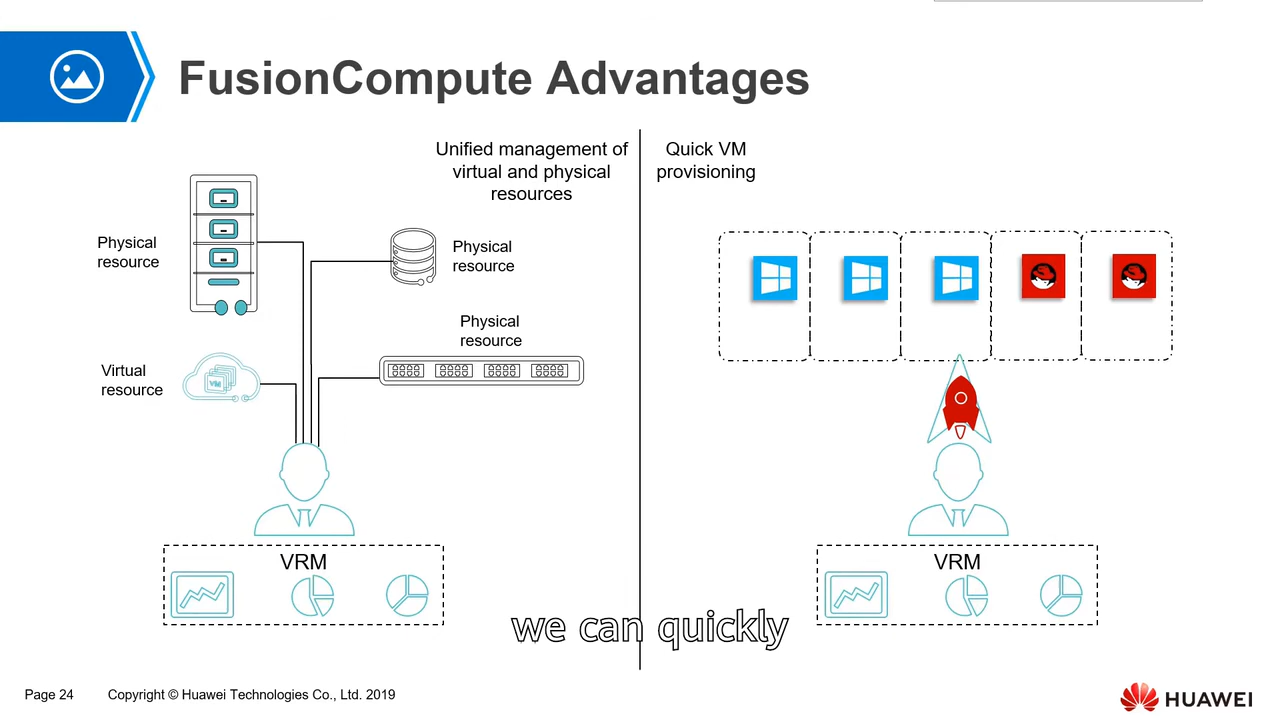 FusionCompute Advantages
Unified management of
virtual and physical
resources
Physical
resource
Physical
resource
Physical
resource
Virtual
resource
VM
VRM
Quick VM
provisioning
VRM
we can quickly
Page 24
Copyright © Huawei Technologies Co., Ltd. 2019
HUAWEI